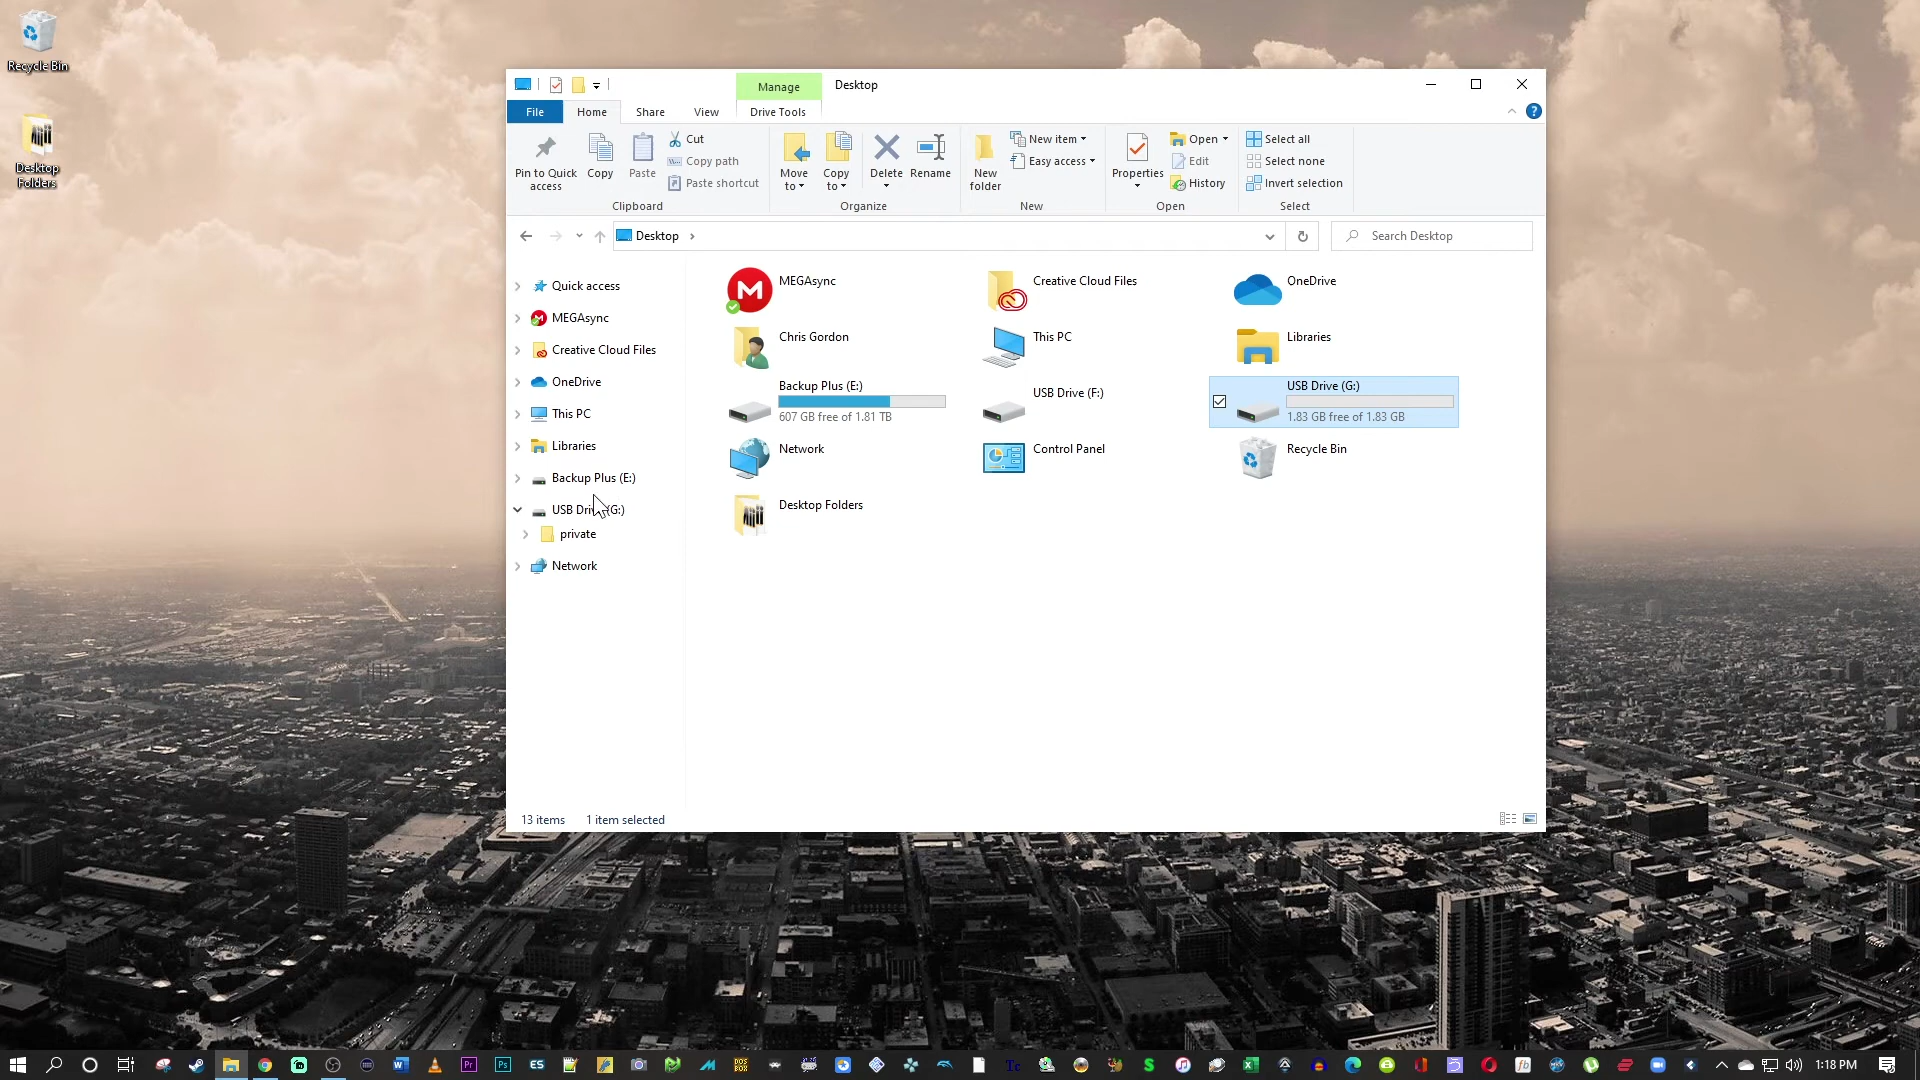 Recycle Bin
Desktop
Folders
Manage
Desktop
File
Home
Share
View
Drive Tools
Pin to Quick
access
Copy
Paste
Cut
Copy path
Paste shortcut
Clipboard
Move
to
Copy
to
Delete
Rename
Organize
New
folder
New item
Easy access
New
Properties
Open
Edit
History
Open
Select all
Select none
Invert selection
Select
Desktop
Search Desktop
Quick access
MEGAsync
Creative Cloud Files
OneDrive
This PC
Libraries
Backup Plus (E:)
USB Drive (G:)
private
Network
MEGAsync
Creative Cloud Files
OneDrive
Chris Gordon
This PC
Libraries
Backup Plus (E:)
607 GB free of 1.81 TB
USB Drive (F:)
USB Drive (G:)
1.83 GB free of 1.83 GB
Network
Control Panel
Recycle Bin
Desktop Folders
13 items
1 item selected
1:18 PM